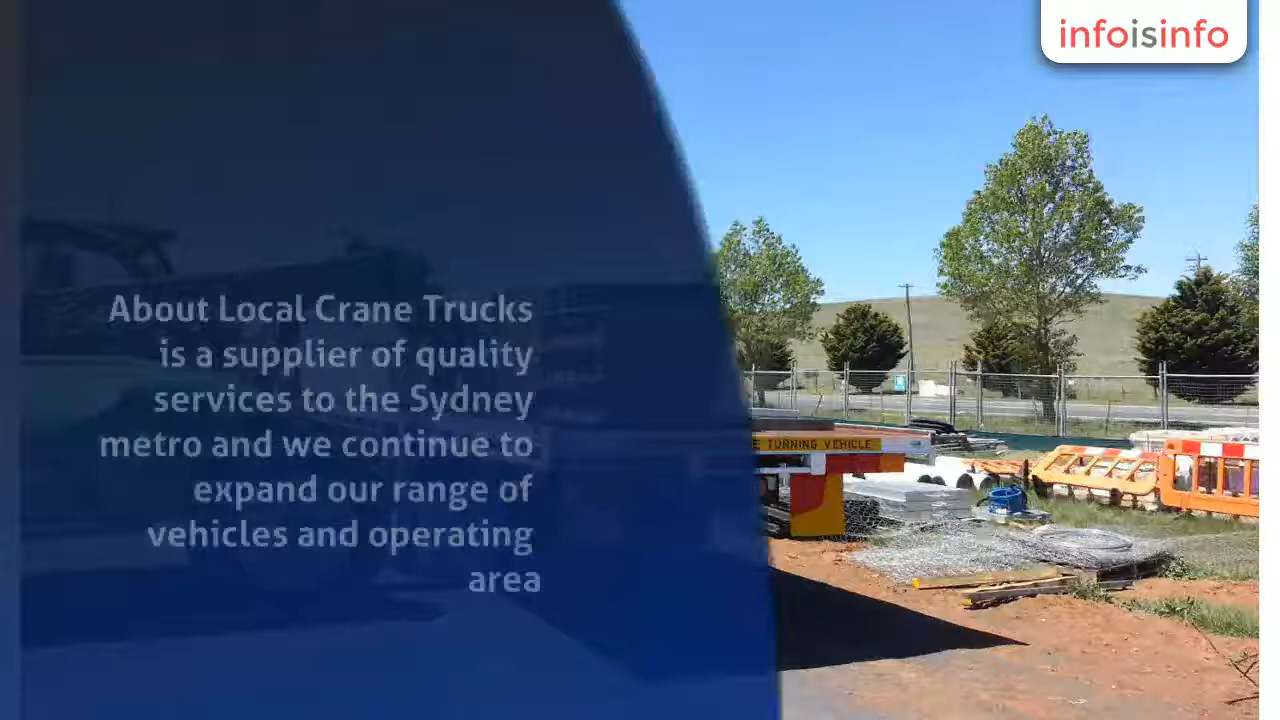 infoisinfo
About Local Crane Trucks
is a supplier of quality
services to the Sydney
metro and we continue to
expand our range of
vehicles and operating
area
TURNING VEHICLE